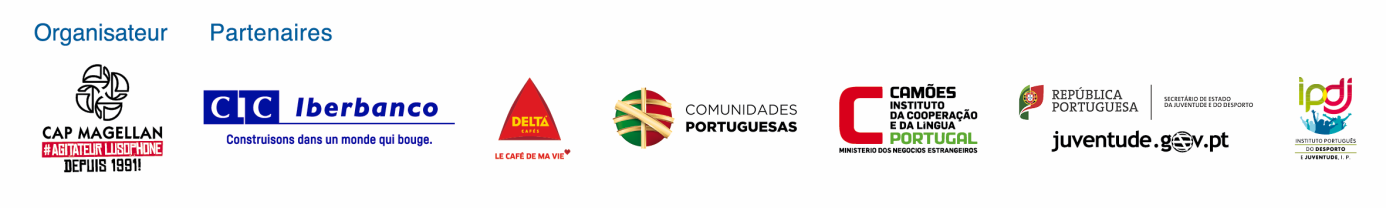 Organisateur
Partenaires
CAP MAGELLAN
#AGITATEUR LUSOPHONE
DEPUIS 1991!
CIC Iberbanco
Construisons dans un monde qui bouge.
DELTA
CAFÉS
LE CAFÉ DE MA VIE
COMUNIDADES
PORTUGUESAS
CAMÕES
INSTITUTO
DA COOPERAÇÃO
E DA LÍNGUA
PORTUGAL
MINISTERIO DOS NEGOCIOS ESTRANGEIROS
REPÚBLICA
PORTUGUESA
SECRETÁRIO DE ESTADO
DA JUVENTUDE E DO DESPORTO
juventude.gov.pt
ipdj
INSTITUTO PORTUGUÊS
DO DESPORTO
E JUVENTUDE, I. P.